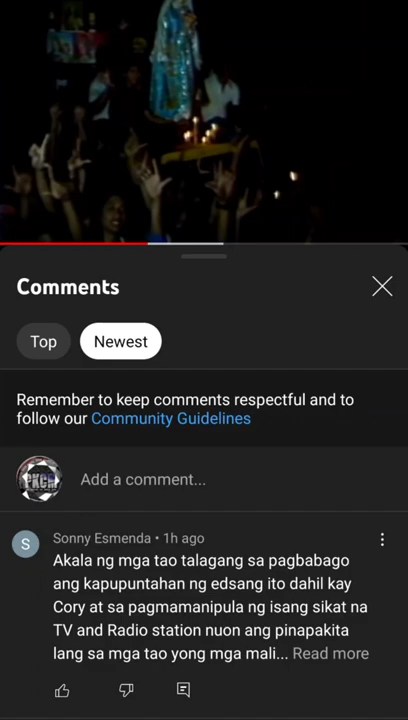 Comments
Top
Newest
Remember to keep comments respectful and to
follow our Community Guidelines
PKCM
Add a comment...
S
Sonny Esmenda • 1h ago
Akala ng mga tao talagang sa pagbabago
ang kapupuntahan ng edsang ito dahil kay
Cory at sa pagmamanipula ng isang sikat na
TV and Radio station nuon ang pinapakita
lang sa mga tao yong mga mali... Read more